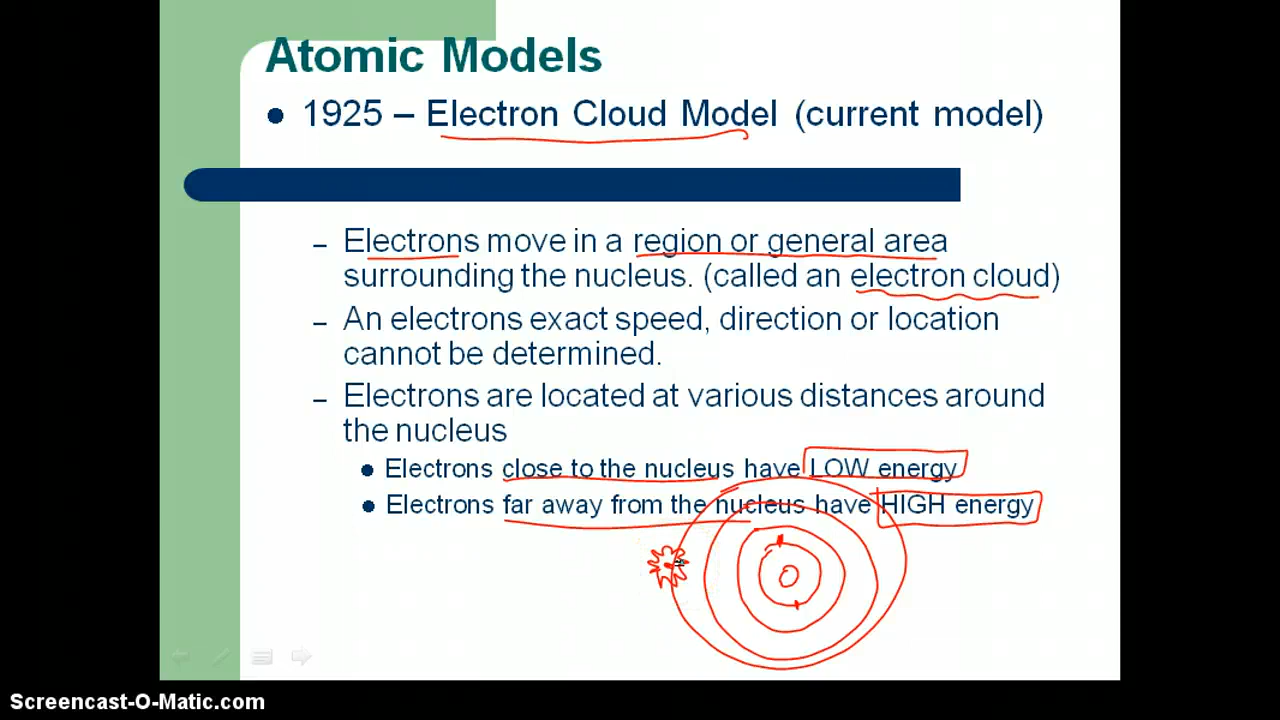 Atomic Models
● 1925 – Electron Cloud Model (current model)
– Electrons move in a region or general area
surrounding the nucleus. (called an electron cloud)
– An electrons exact speed, direction or location
cannot be determined.
– Electrons are located at various distances around
the nucleus
● Electrons close to the nucleus have LOW energy
● Electrons far away from the nucleus have HIGH energy
Screencast-O-Matic.com